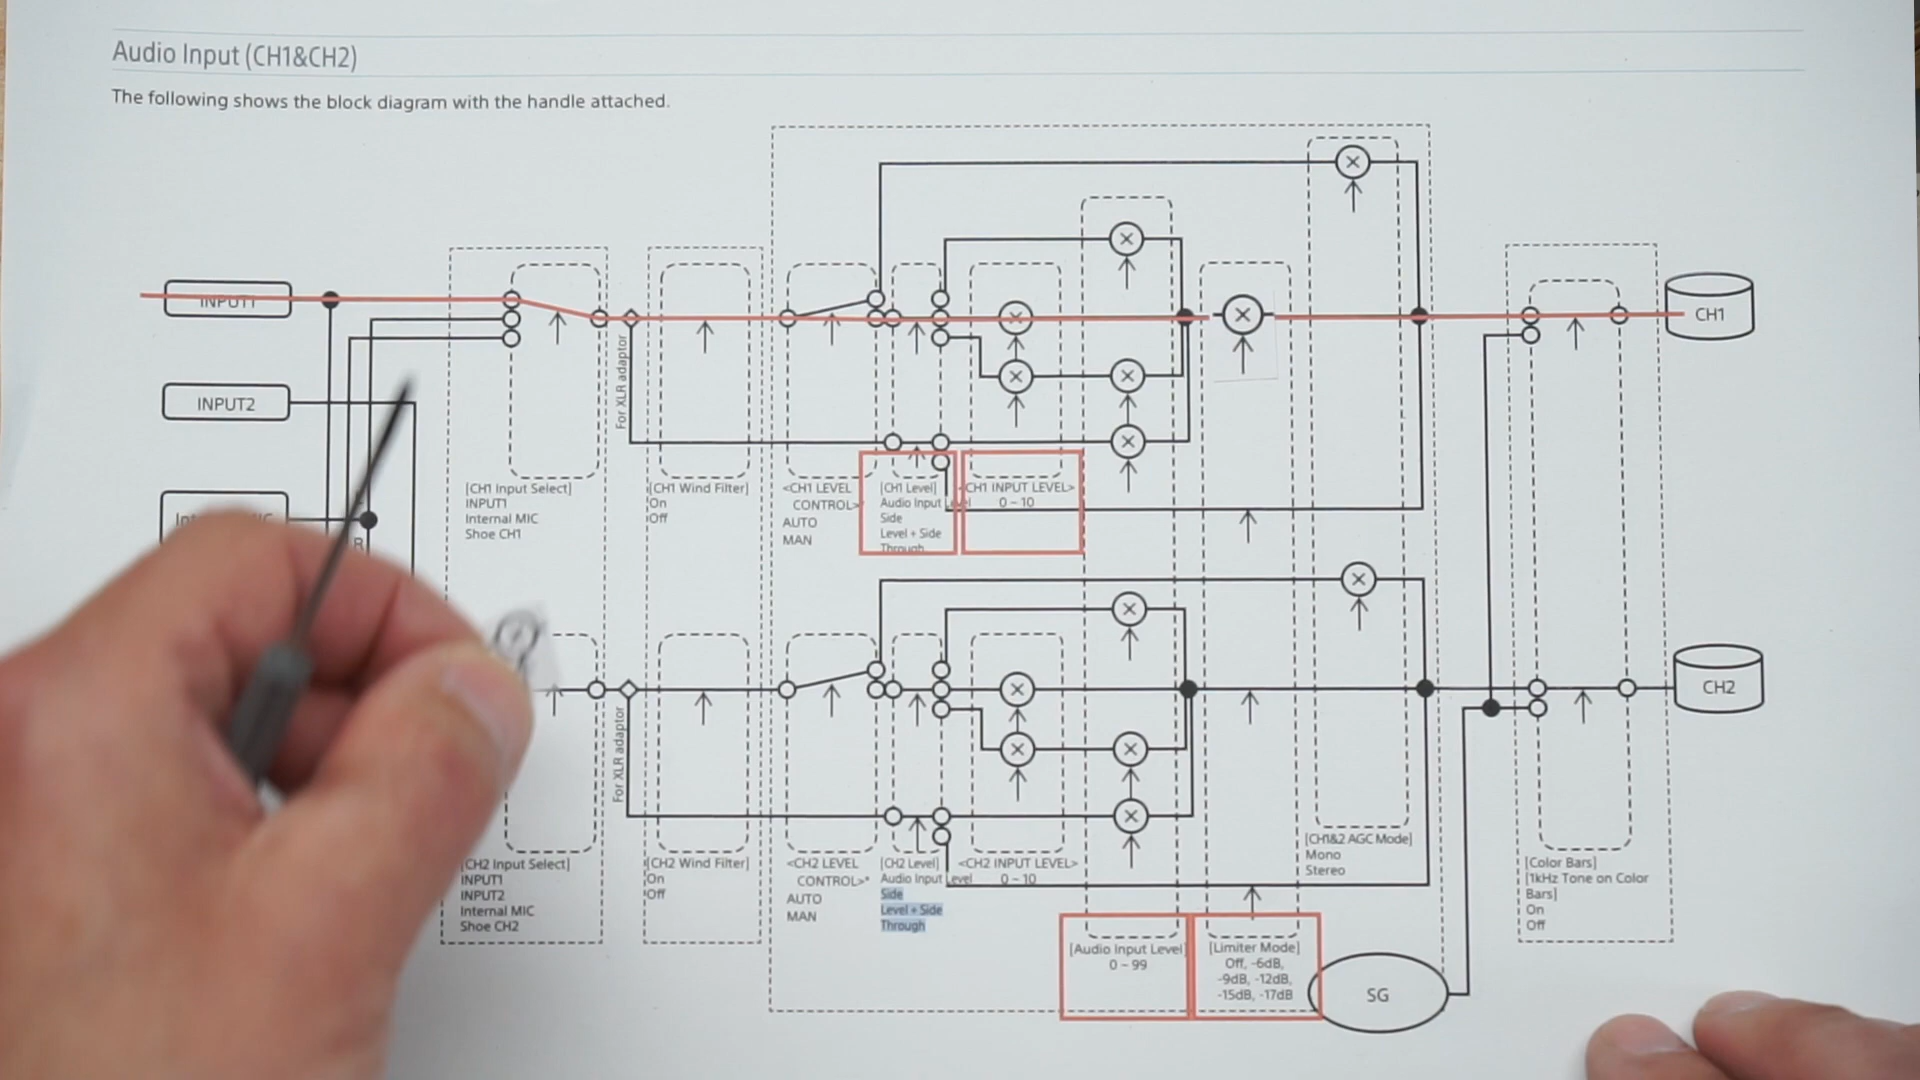 Audio Input (CH1&CH2)
The following shows the block diagram with the handle attached.
INPUT1
CH1
INPUT2
For XLR adaptor
[CH1 Input Select]
INPUT1
Internal MIC
Shoe CH1
[CH1 Wind Filter]
On
Off
<CH1 LEVEL
CONTROL>
AUTO
MAN
[CH1 Level]
Audio Input Level
Side
Level + Side
Through
<CH1 INPUT LEVEL>
0 – 10
R
For XLR adaptor
CH2
[CH2 Input Select]
INPUT1
INPUT2
Internal MIC
Shoe CH2
[CH2 Wind Filter]
On
Off
<CH2 LEVEL
CONTROL>*
AUTO
MAN
[CH2 Level]
Audio Input Level
Side
Level + Side
Through
<CH2 INPUT LEVEL>
0 – 10
[Audio Input Level]
0 – 99
[Limiter Mode]
Off, -6dB,
-9dB, -12dB,
-15dB, -17dB
[CH1&2 AGC Mode]
Mono
Stereo
SG
[Color Bars]
[1kHz Tone on Color
Bars]
On
Off